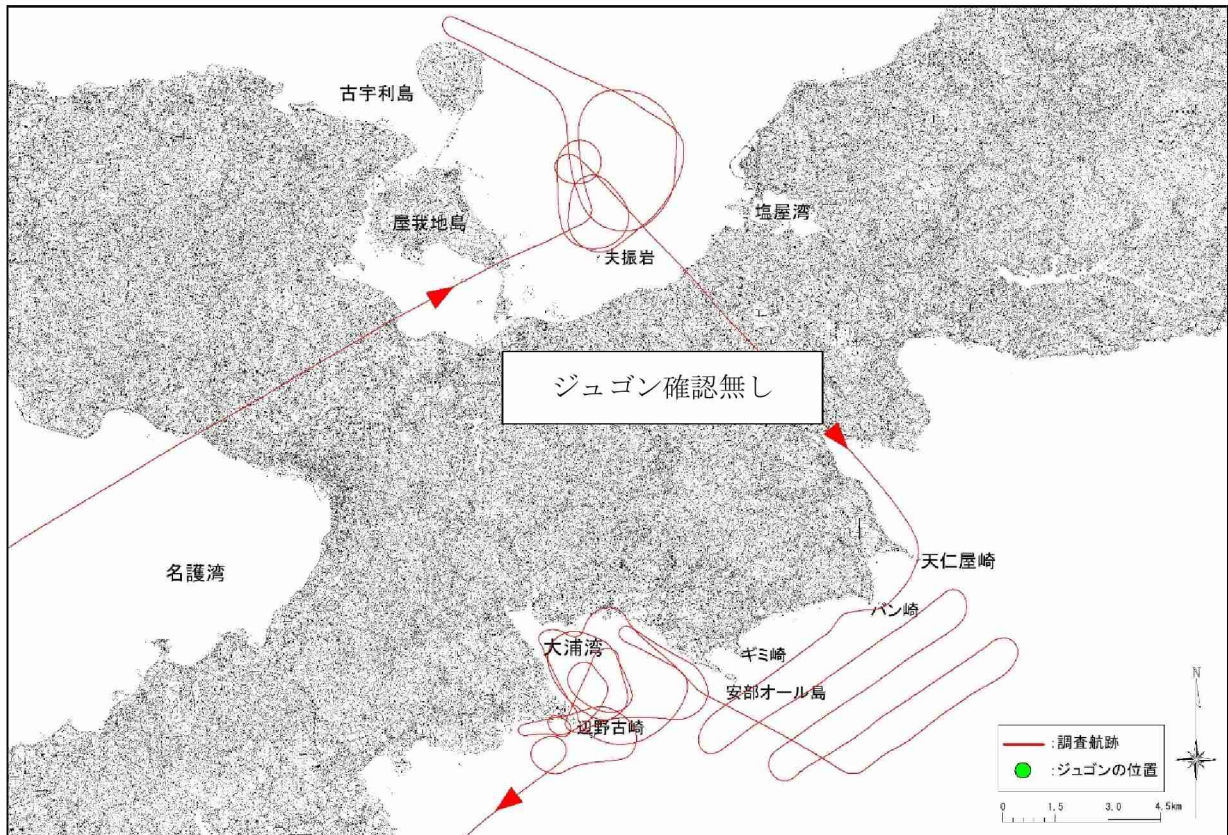 古宇利島
屋我地島
塩屋湾
夫振岩
ジュゴン確認無し
名護湾
天仁屋崎
バン崎
大浦湾
ギミ崎
安部オール島
辺野古崎
N
:調査航跡
:ジュゴンの位置
0 1.5 3.0 4.5km